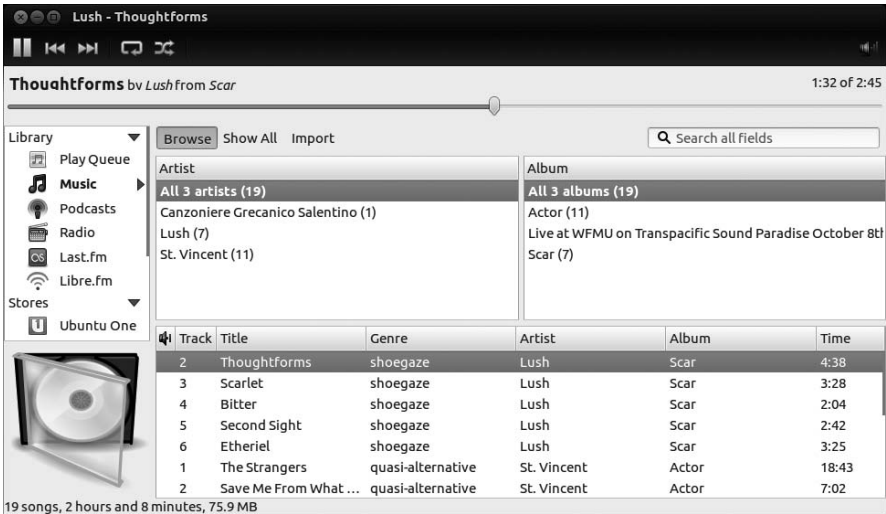 Lush - Thoughtforms
Thoughtforms by Lush from Scar
1:32 of 2:45
Library
Play Queue
Music
Podcasts
Radio
Last.fm
Libre.fm
Stores
Ubuntu One
Browse Show All Import
Search all fields
Artist
All 3 artists (19)
Canzoniere Grecanico Salentino (1)
Lush (7)
St. Vincent (11)
Album
All 3 albums (19)
Actor (11)
Live at WFMU on Transpacific Sound Paradise October 8th
Scar (7)
Track Title Genre Artist Album Time
2 Thoughtforms shoegaze Lush Scar 4:38
3 Scarlet shoegaze Lush Scar 3:28
4 Bitter shoegaze Lush Scar 2:04
5 Second Sight shoegaze Lush Scar 2:42
6 Etheriel shoegaze Lush Scar 3:25
1 The Strangers quasi-alternative St. Vincent Actor 18:43
2 Save Me From What ... quasi-alternative St. Vincent Actor 7:02
19 songs, 2 hours and 8 minutes, 75.9 MB